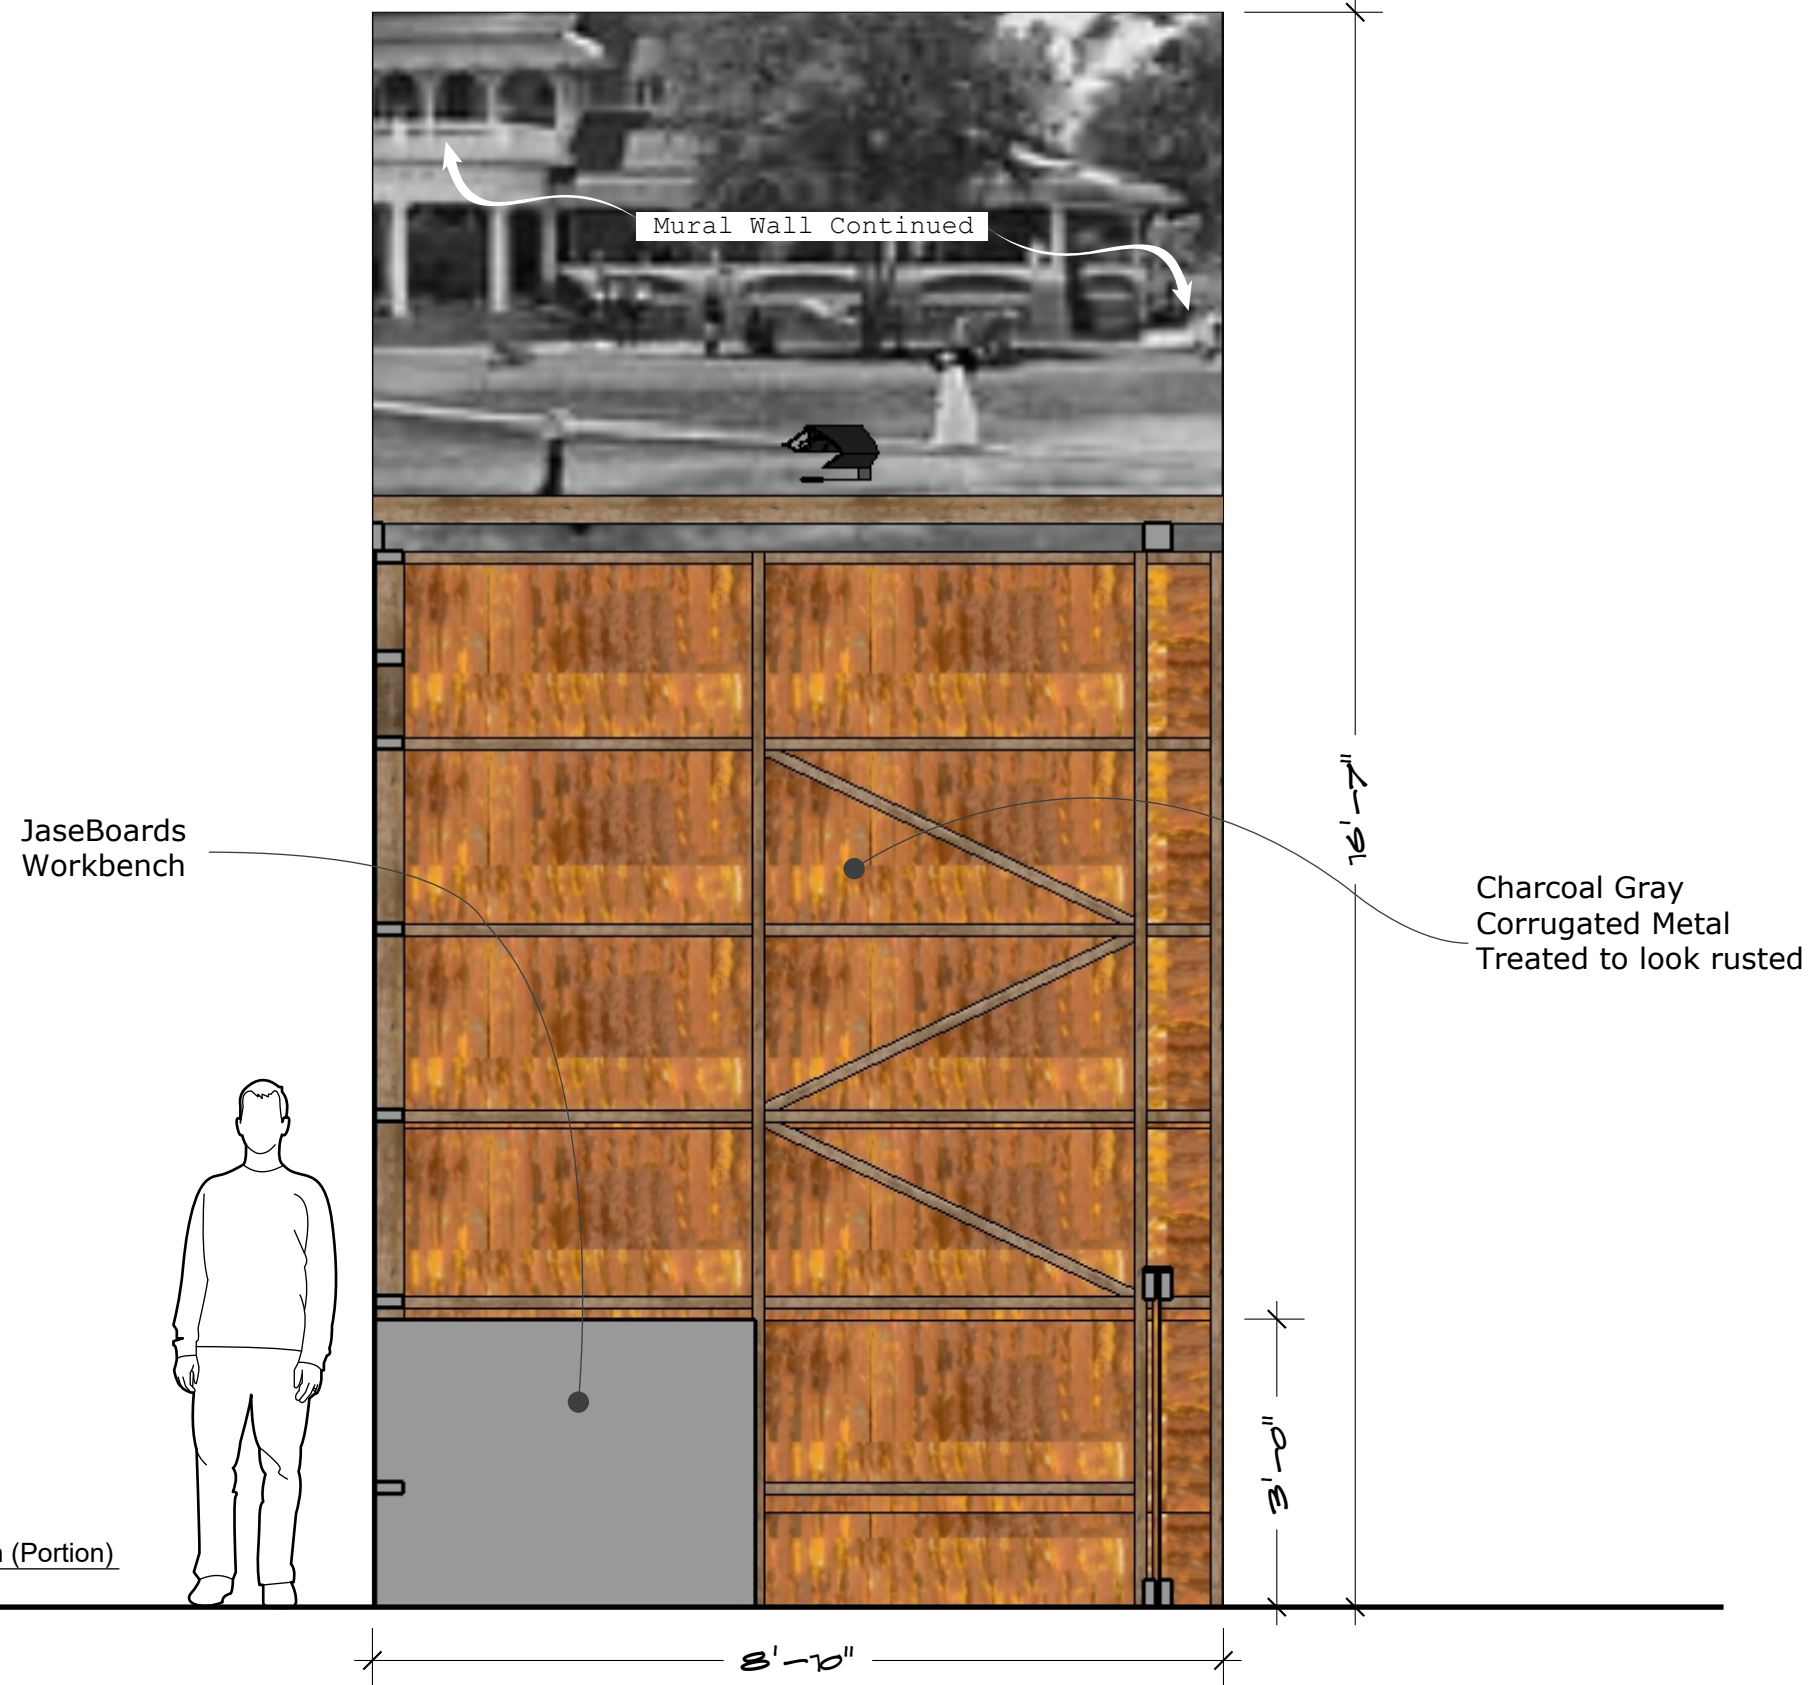 Mural Wall Continued
JaseBoards
Workbench
16'-7"
Charcoal Gray
Corrugated Metal
Treated to look rusted
3'-0"
(Portion)
8'-10"